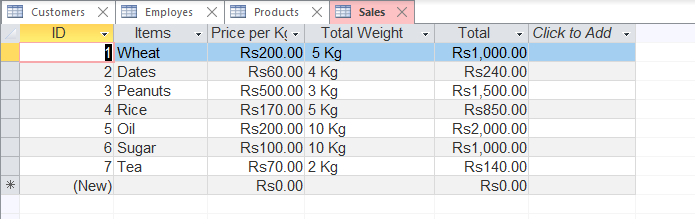 Customers Employes Products Sales
ID Items Price per Kg Total Weight Total Click to Add
1 Wheat Rs200.00 5 Kg Rs1,000.00
2 Dates Rs60.00 4 Kg Rs240.00
3 Peanuts Rs500.00 3 Kg Rs1,500.00
4 Rice Rs170.00 5 Kg Rs850.00
5 Oil Rs200.00 10 Kg Rs2,000.00
6 Sugar Rs100.00 10 Kg Rs1,000.00
7 Tea Rs70.00 2 Kg Rs140.00
(New) Rs0.00 Rs0.00